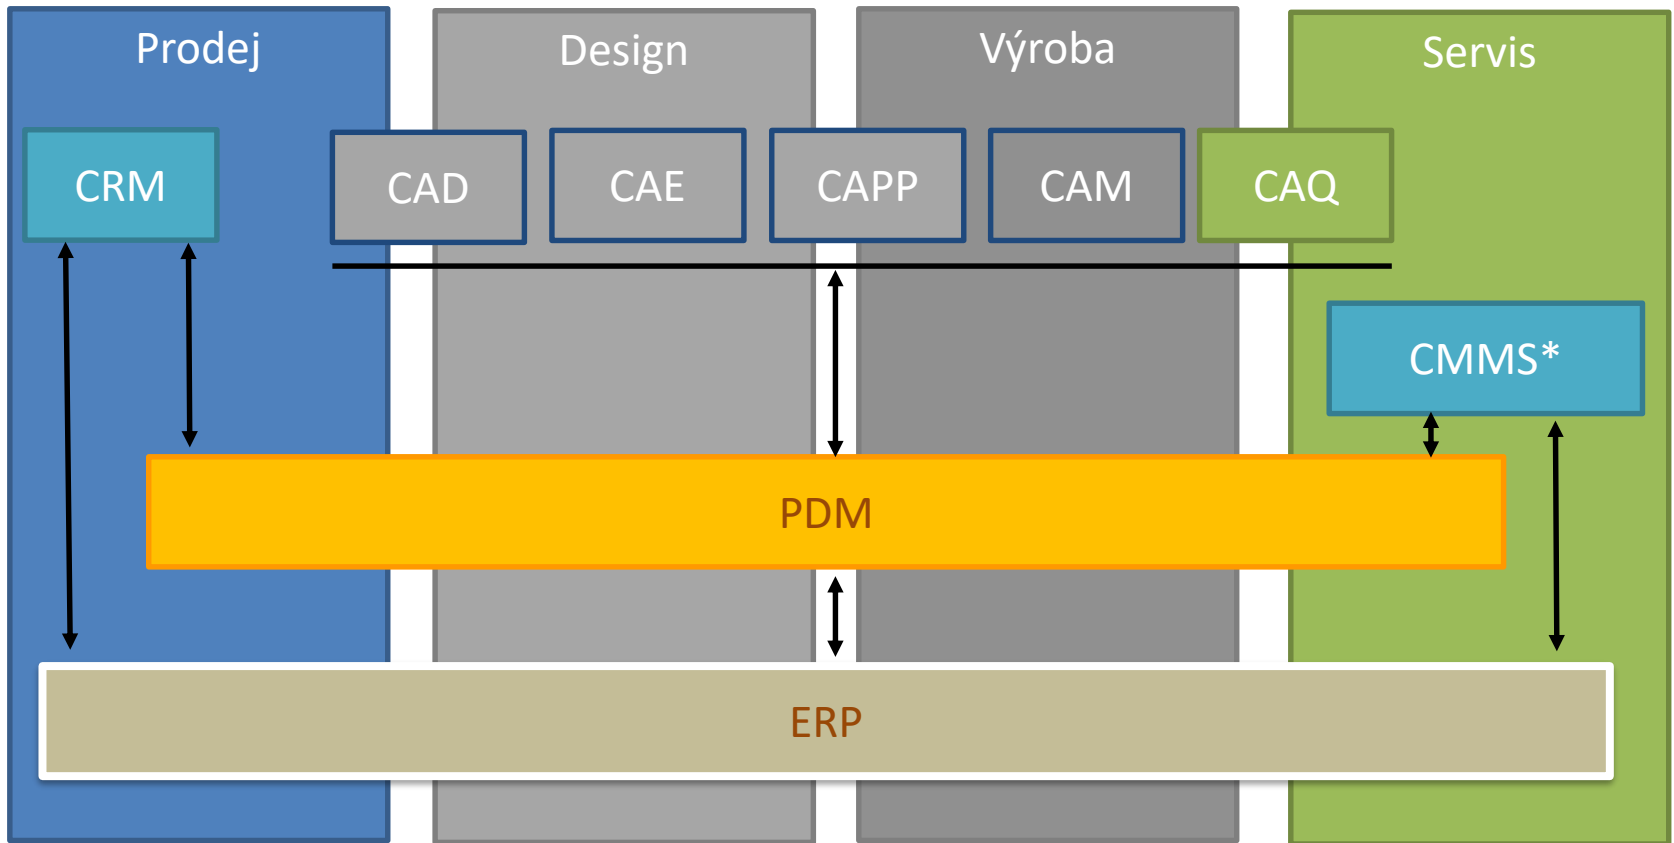 Prodej
Design
Výroba
Servis
CRM
CAD
CAE
CAPP
CAM
CAQ
CMMS*
PDM
ERP